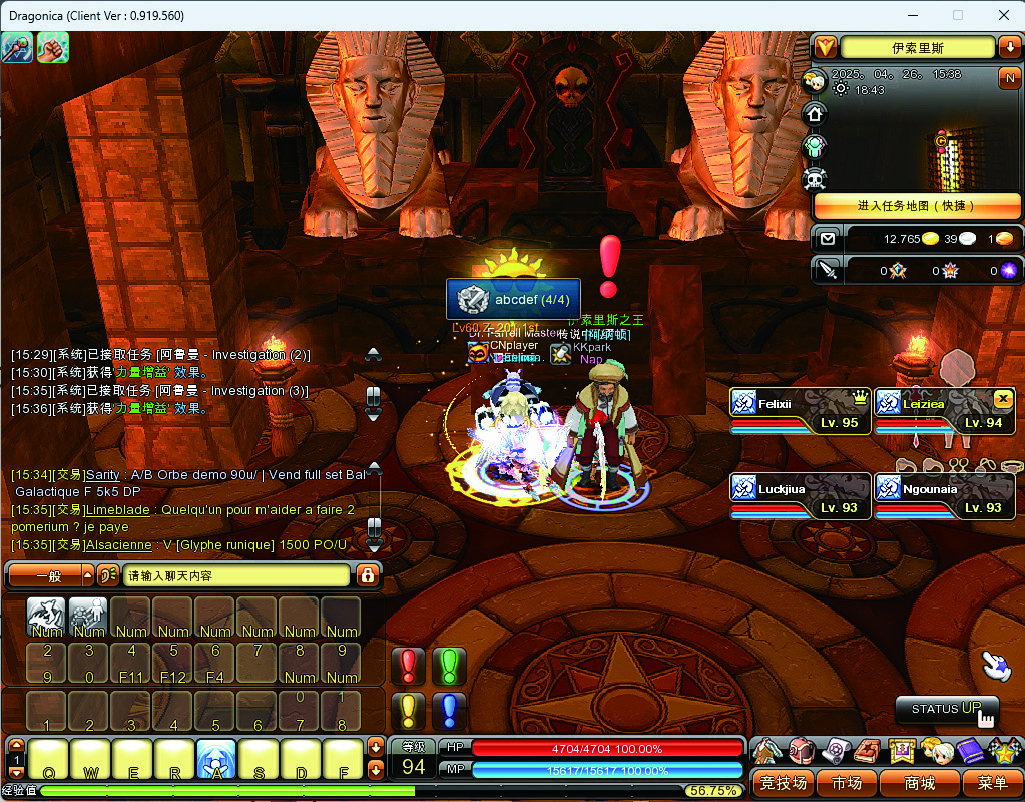 Dragonica (Client Ver : 0.919.560)
伊索里斯
2025。 04。 26。 15:38
N
18:43
G
进入任务地图 ( 快捷 )
12.765 39 1
0 0 0
abcdef (4/4)
伊索里斯之王
CNplayer
KKpark
Nap
[15:29][系统]已接取任务 [阿鲁曼 - Investigation (2)]
[15:30][系统]获得'力量增益' 效果。
[15:35][系统]已接取任务 [阿鲁曼 - Investigation (3)]
[15:36][系统]获得'力量增益' 效果。
Felixii
Lv. 95
Leiziea
Lv. 94
Luckjiua
Lv. 93
Ngounaia
Lv. 93
[15:34][交易]Sarity : A/B Orbe demo 90u/ | Vend full set Bal
Galactique F 5k5 DP
[15:35][交易]Limeblade : Quelqu'un pour m'aider a faire 2
pomerium ? je paye
[15:35][交易]Alsacienne : V [Glyphe runique] 1500 PO/U
一般
请输入聊天内容
Num Num Num Num Num Num Num Num
2 3 4 5 6 7 8 9
9 0 F11 F12 F4 Num Num
0 1
1 2 3 4 5 6 7 8
STATUS UP
1
Q W E R A S D F
等级
94
HP
4704/4704 100.00%
MP
15617/15617 100.00%
竞技场 市场 商城 菜单
经验值
56.75%